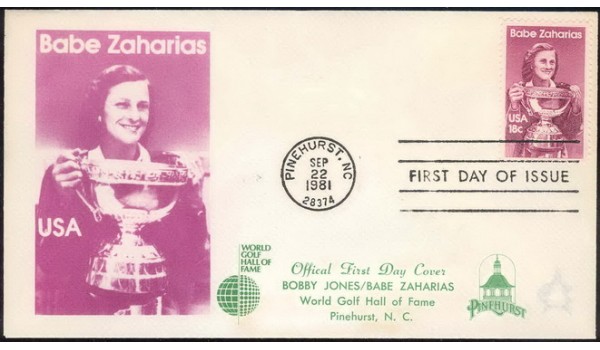 Babe Zaharias
USA
Babe Zaharias
USA
18c
PINEHURST, NC
SEP
22
1981
28374
FIRST DAY OF ISSUE
WORLD
GOLF
HALL OF
FAME
Offical First Day Cover
BOBBY JONES/BABE ZAHARIAS
World Golf Hall of Fame
Pinehurst, N. C.
PINEHURST